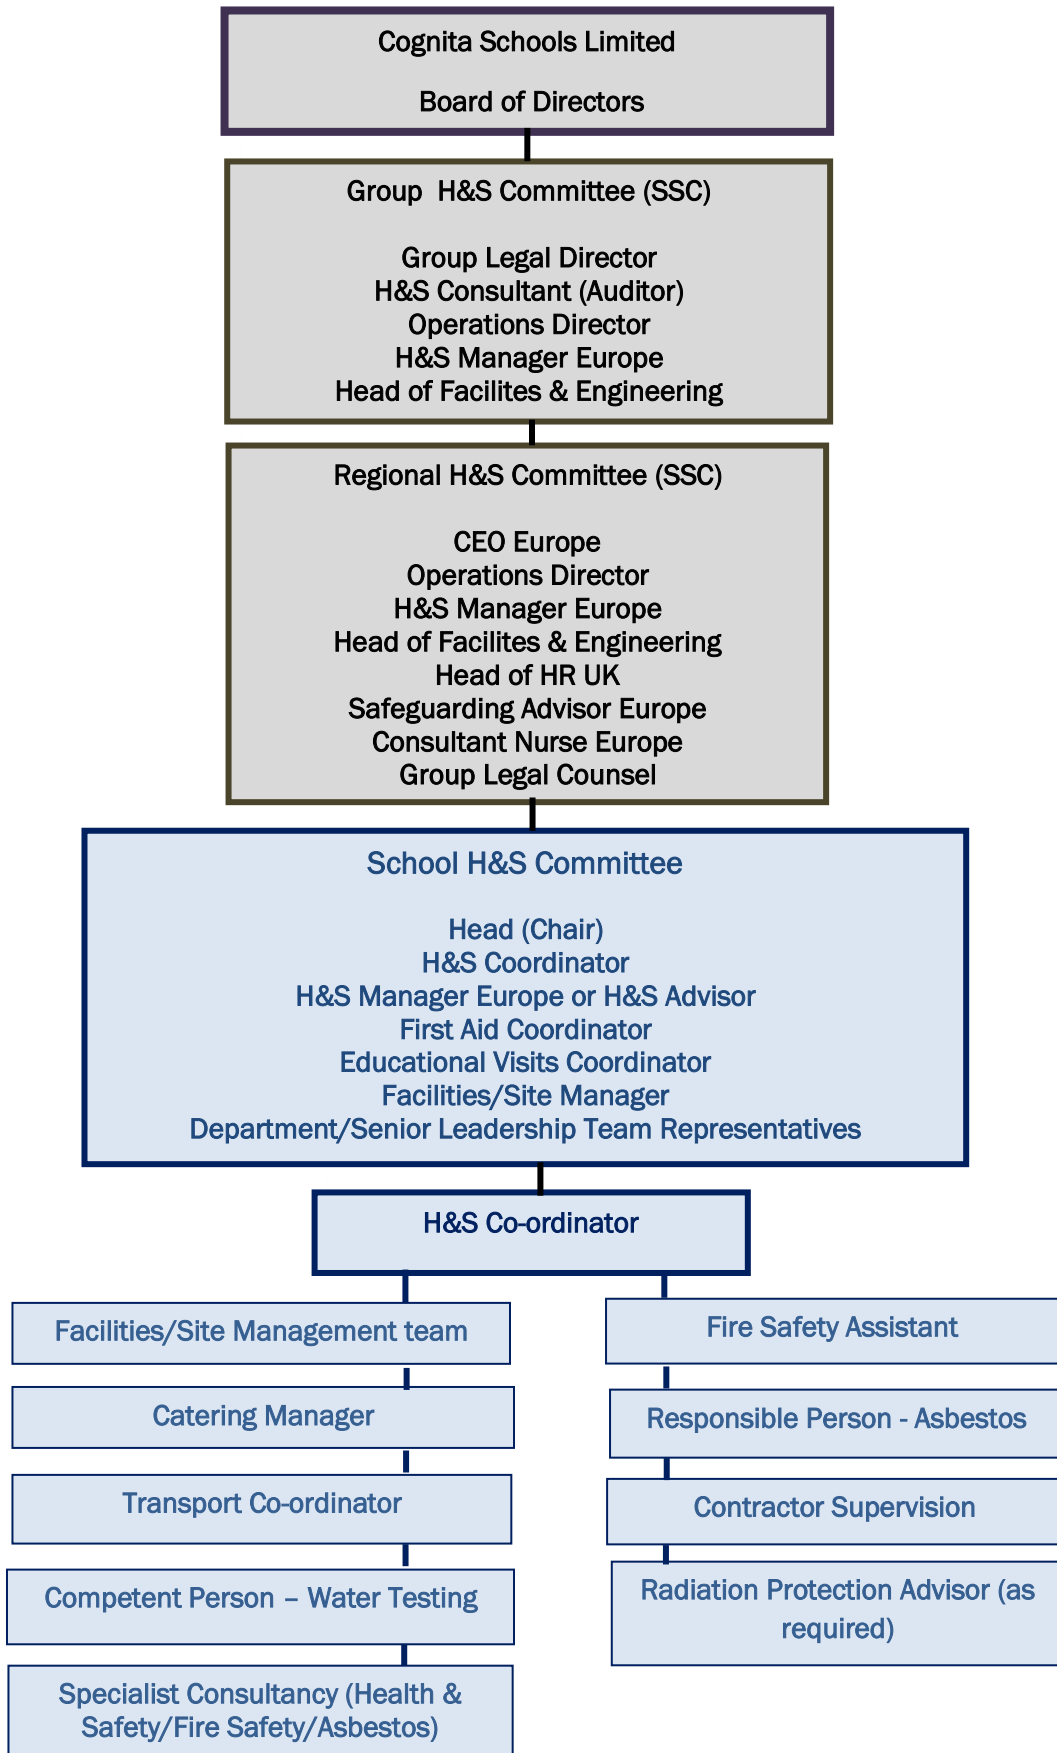 Cognita Schools Limited
Board of Directors
Group H&S Committee (SSC)
Group Legal Director
H&S Consultant (Auditor)
Operations Director
H&S Manager Europe
Head of Facilites & Engineering
Regional H&S Committee (SSC)
CEO Europe
Operations Director
H&S Manager Europe
Head of Facilites & Engineering
Head of HR UK
Safeguarding Advisor Europe
Consultant Nurse Europe
Group Legal Counsel
School H&S Committee
Head (Chair)
H&S Coordinator
H&S Manager Europe or H&S Advisor
First Aid Coordinator
Educational Visits Coordinator
Facilities/Site Manager
Department/Senior Leadership Team Representatives
H&S Co-ordinator
Facilities/Site Management team
Catering Manager
Transport Co-ordinator
Competent Person – Water Testing
Specialist Consultancy (Health &
Safety/Fire Safety/Asbestos)
Fire Safety Assistant
Responsible Person - Asbestos
Contractor Supervision
Radiation Protection Advisor (as
required)